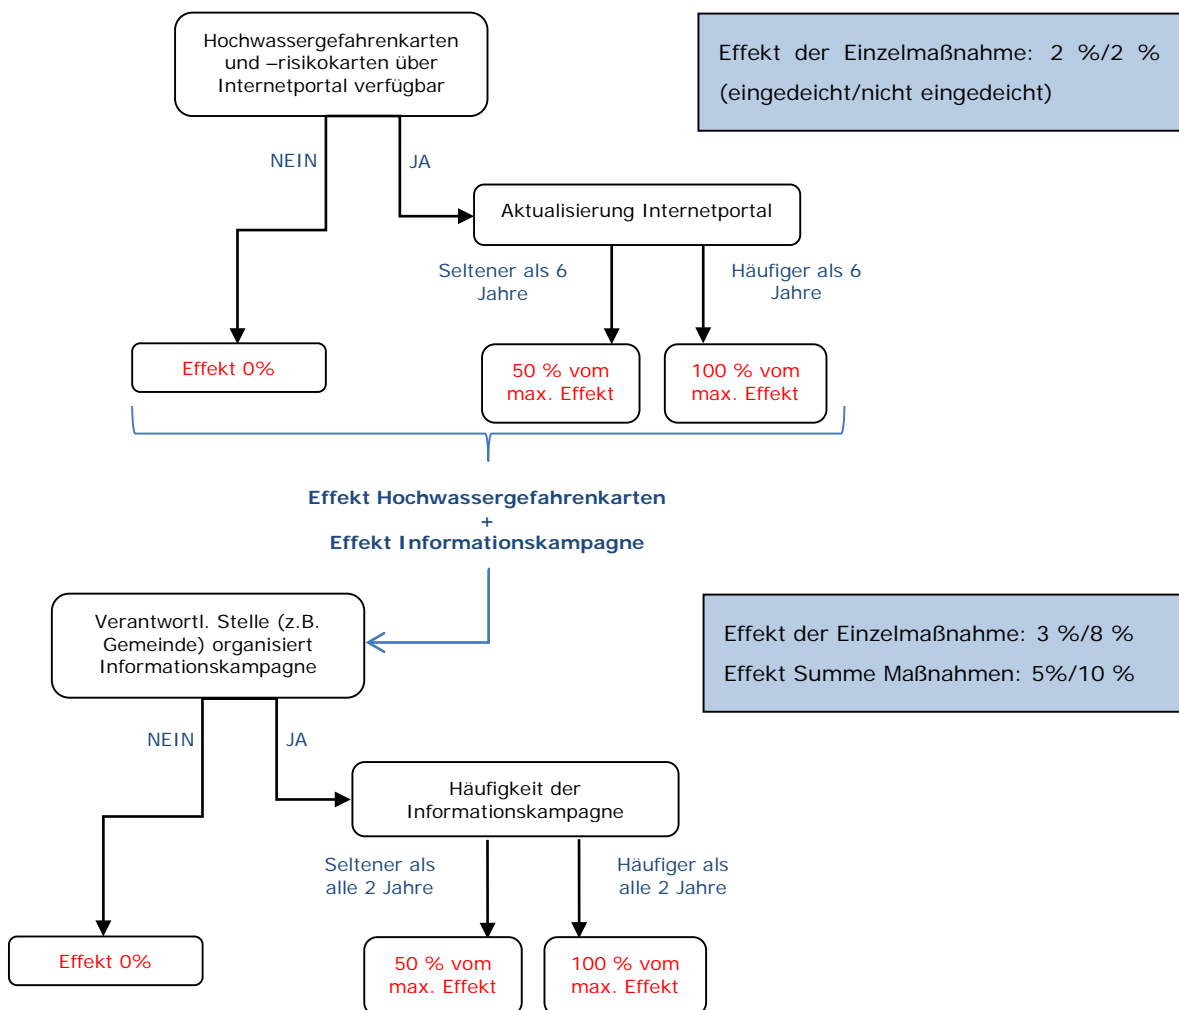 Hochwassergefahrenkarten
und –risikokarten über
Internetportal verfügbar
Effekt der Einzelmaßnahme: 2 %/2 %
(eingedeicht/nicht eingedeicht)
NEIN
JA
Aktualisierung Internetportal
Seltener als 6
Jahre
Häufiger als 6
Jahre
Effekt 0%
50 % vom
max. Effekt
100 % vom
max. Effekt
Effekt Hochwassergefahrenkarten
+
Effekt Informationskampagne
Verantwortl. Stelle (z.B.
Gemeinde) organisiert
Informationskampagne
Effekt der Einzelmaßnahme: 3 %/8 %
Effekt Summe Maßnahmen: 5%/10 %
NEIN
JA
Häufigkeit der
Informationskampagne
Seltener als
alle 2 Jahre
Häufiger als
alle 2 Jahre
Effekt 0%
50 % vom
max. Effekt
100 % vom
max. Effekt